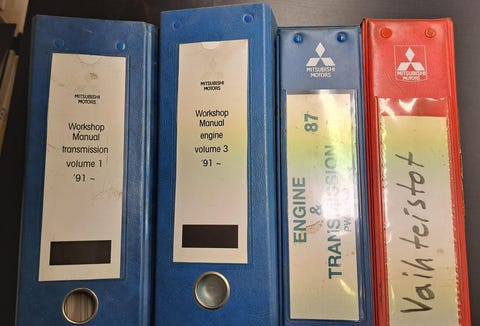 MITSUBISHI
MOTORS
Workshop
Manual
transmission
volume 1
'91 ~
MITSUBISHI
MOTORS
Workshop
Manual
engine
volume 3
'91 ~
MITSUBISHI
MOTORS
ENGINE
&
TRANSMISSION 87
MITSUBISHI
MOTORS
Vaihteistot